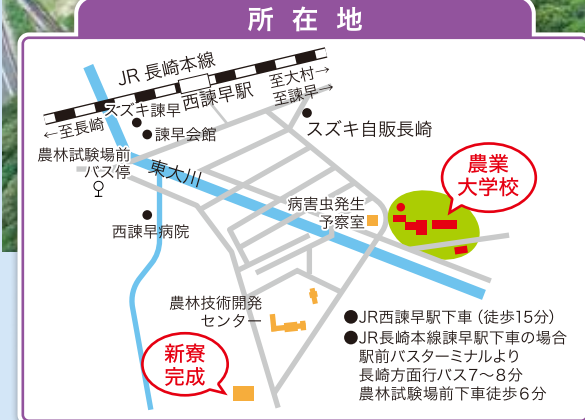 所在地
JR長崎本線
西諫早駅
至大村→
至諫早→
←至長崎
スズキ諫早
諫早会館
スズキ自販長崎
農林試験場前
バス停
東大川
農業
大学校
病害虫発生
予察室
西諫早病院
農林技術開発
センター
新寮
完成
●JR西諫早駅下車(徒歩15分)
●JR長崎本線諫早駅下車の場合
駅前バスターミナルより
長崎方面行バス7〜8分
農林試験場前下車徒歩6分